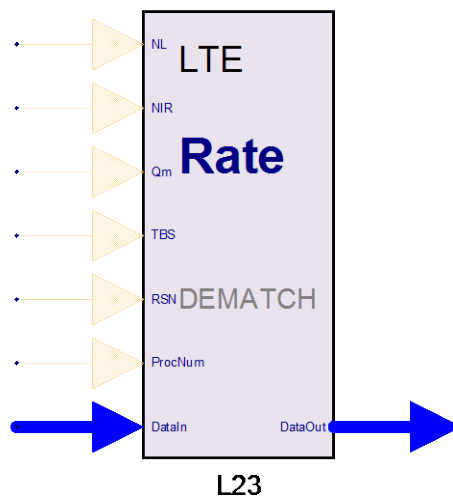 NL
LTE
NIR
Rate
Qm
TBS
RSN DEMATCH
ProcNum
DataIn DataOut
L23